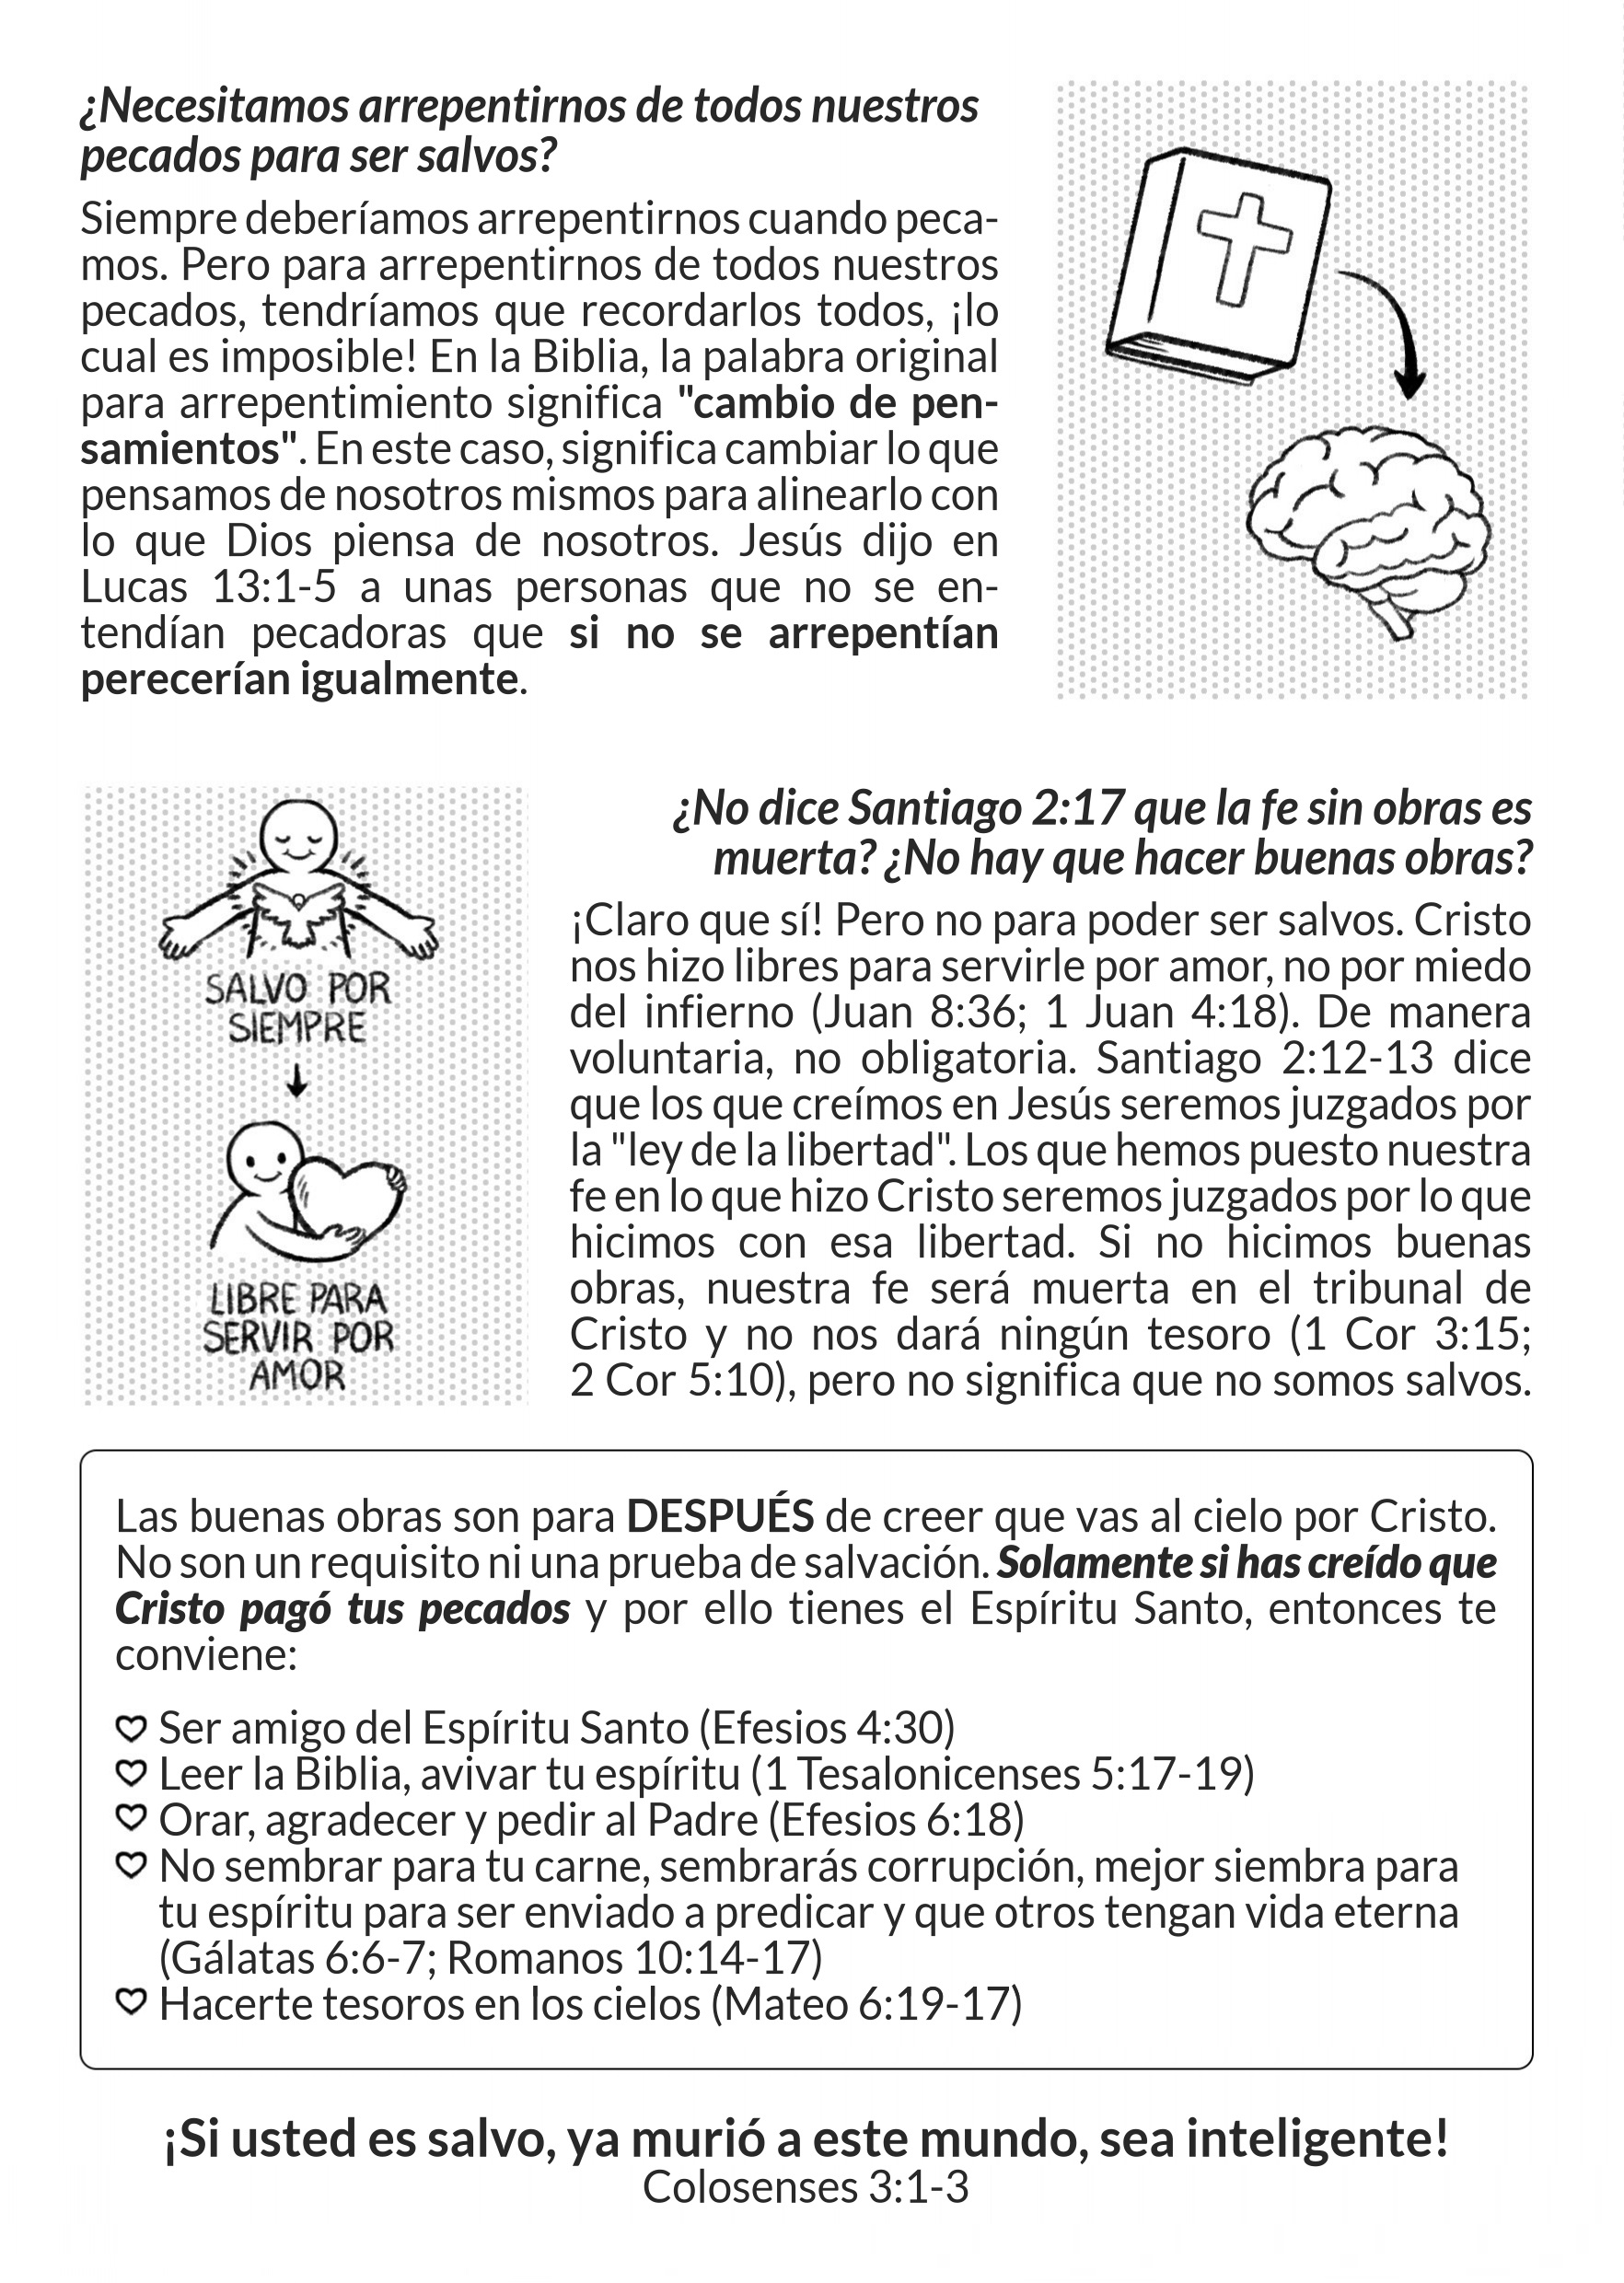 ¿Necesitamos arrepentirnos de todos nuestros
pecados para ser salvos?
Siempre deberíamos arrepentirnos cuando peca-
mos. Pero para arrepentirnos de todos nuestros
pecados, tendríamos que recordarlos todos, ¡lo
cual es imposible! En la Biblia, la palabra original
para arrepentimiento significa "cambio de pen-
samientos". En este caso, significa cambiar lo que
pensamos de nosotros mismos para alinearlo con
lo que Dios piensa de nosotros. Jesús dijo en
Lucas 13:1-5 a unas personas que no se en-
tendían pecadoras que si no se arrepentían
perecerían igualmente.
SALVO POR
SIEMPRE
LIBRE PARA
SERVIR POR
AMOR
¿No dice Santiago 2:17 que la fe sin obras es
muerta? ¿No hay que hacer buenas obras?
¡Claro que sí! Pero no para poder ser salvos. Cristo
nos hizo libres para servirle por amor, no por miedo
del infierno (Juan 8:36; 1 Juan 4:18). De manera
voluntaria, no obligatoria. Santiago 2:12-13 dice
que los que creímos en Jesús seremos juzgados por
la "ley de la libertad". Los que hemos puesto nuestra
fe en lo que hizo Cristo seremos juzgados por lo que
hicimos con esa libertad. Si no hicimos buenas
obras, nuestra fe será muerta en el tribunal de
Cristo y no nos dará ningún tesoro (1 Cor 3:15;
2 Cor 5:10), pero no significa que no somos salvos.
Las buenas obras son para DESPUÉS de creer que vas al cielo por Cristo.
No son un requisito ni una prueba de salvación. Solamente si has creído que
Cristo pagó tus pecados y por ello tienes el Espíritu Santo, entonces te
conviene:
Ser amigo del Espíritu Santo (Efesios 4:30)
Leer la Biblia, avivar tu espíritu (1 Tesalonicenses 5:17-19)
Orar, agradecer y pedir al Padre (Efesios 6:18)
No sembrar para tu carne, sembrarás corrupción, mejor siembra para
tu espíritu para ser enviado a predicar y que otros tengan vida eterna
(Gálatas 6:6-7; Romanos 10:14-17)
Hacerte tesoros en los cielos (Mateo 6:19-17)
¡Si usted es salvo, ya murió a este mundo, sea inteligente!
Colosenses 3:1-3